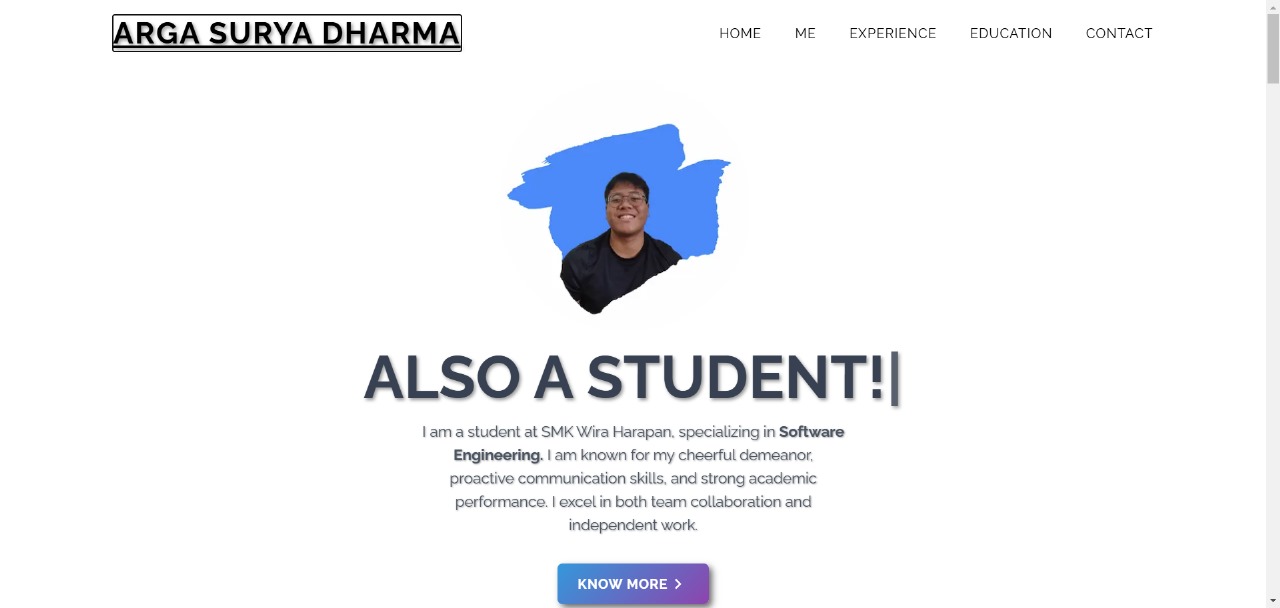 ARGA SURYA DHARMA
HOME ME EXPERIENCE EDUCATION CONTACT
ALSO A STUDENT!|
I am a student at SMK Wira Harapan, specializing in Software
Engineering. I am known for my cheerful demeanor,
proactive communication skills, and strong academic
performance. I excel in both team collaboration and
independent work.
KNOW MORE >